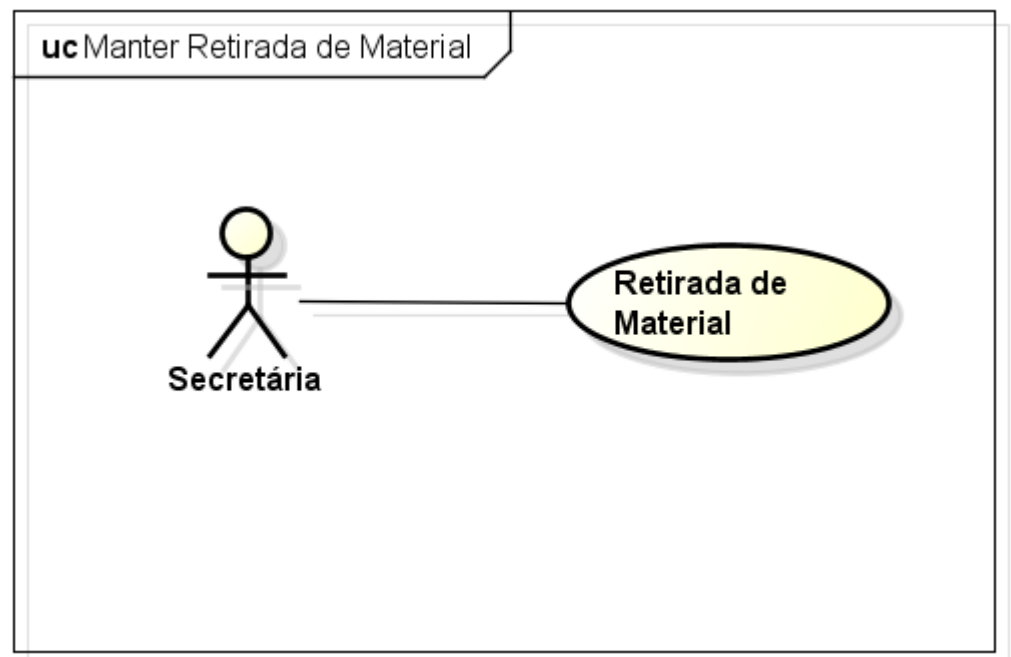 uc Manter Retirada de Material
Retirada de
Material
Secretária